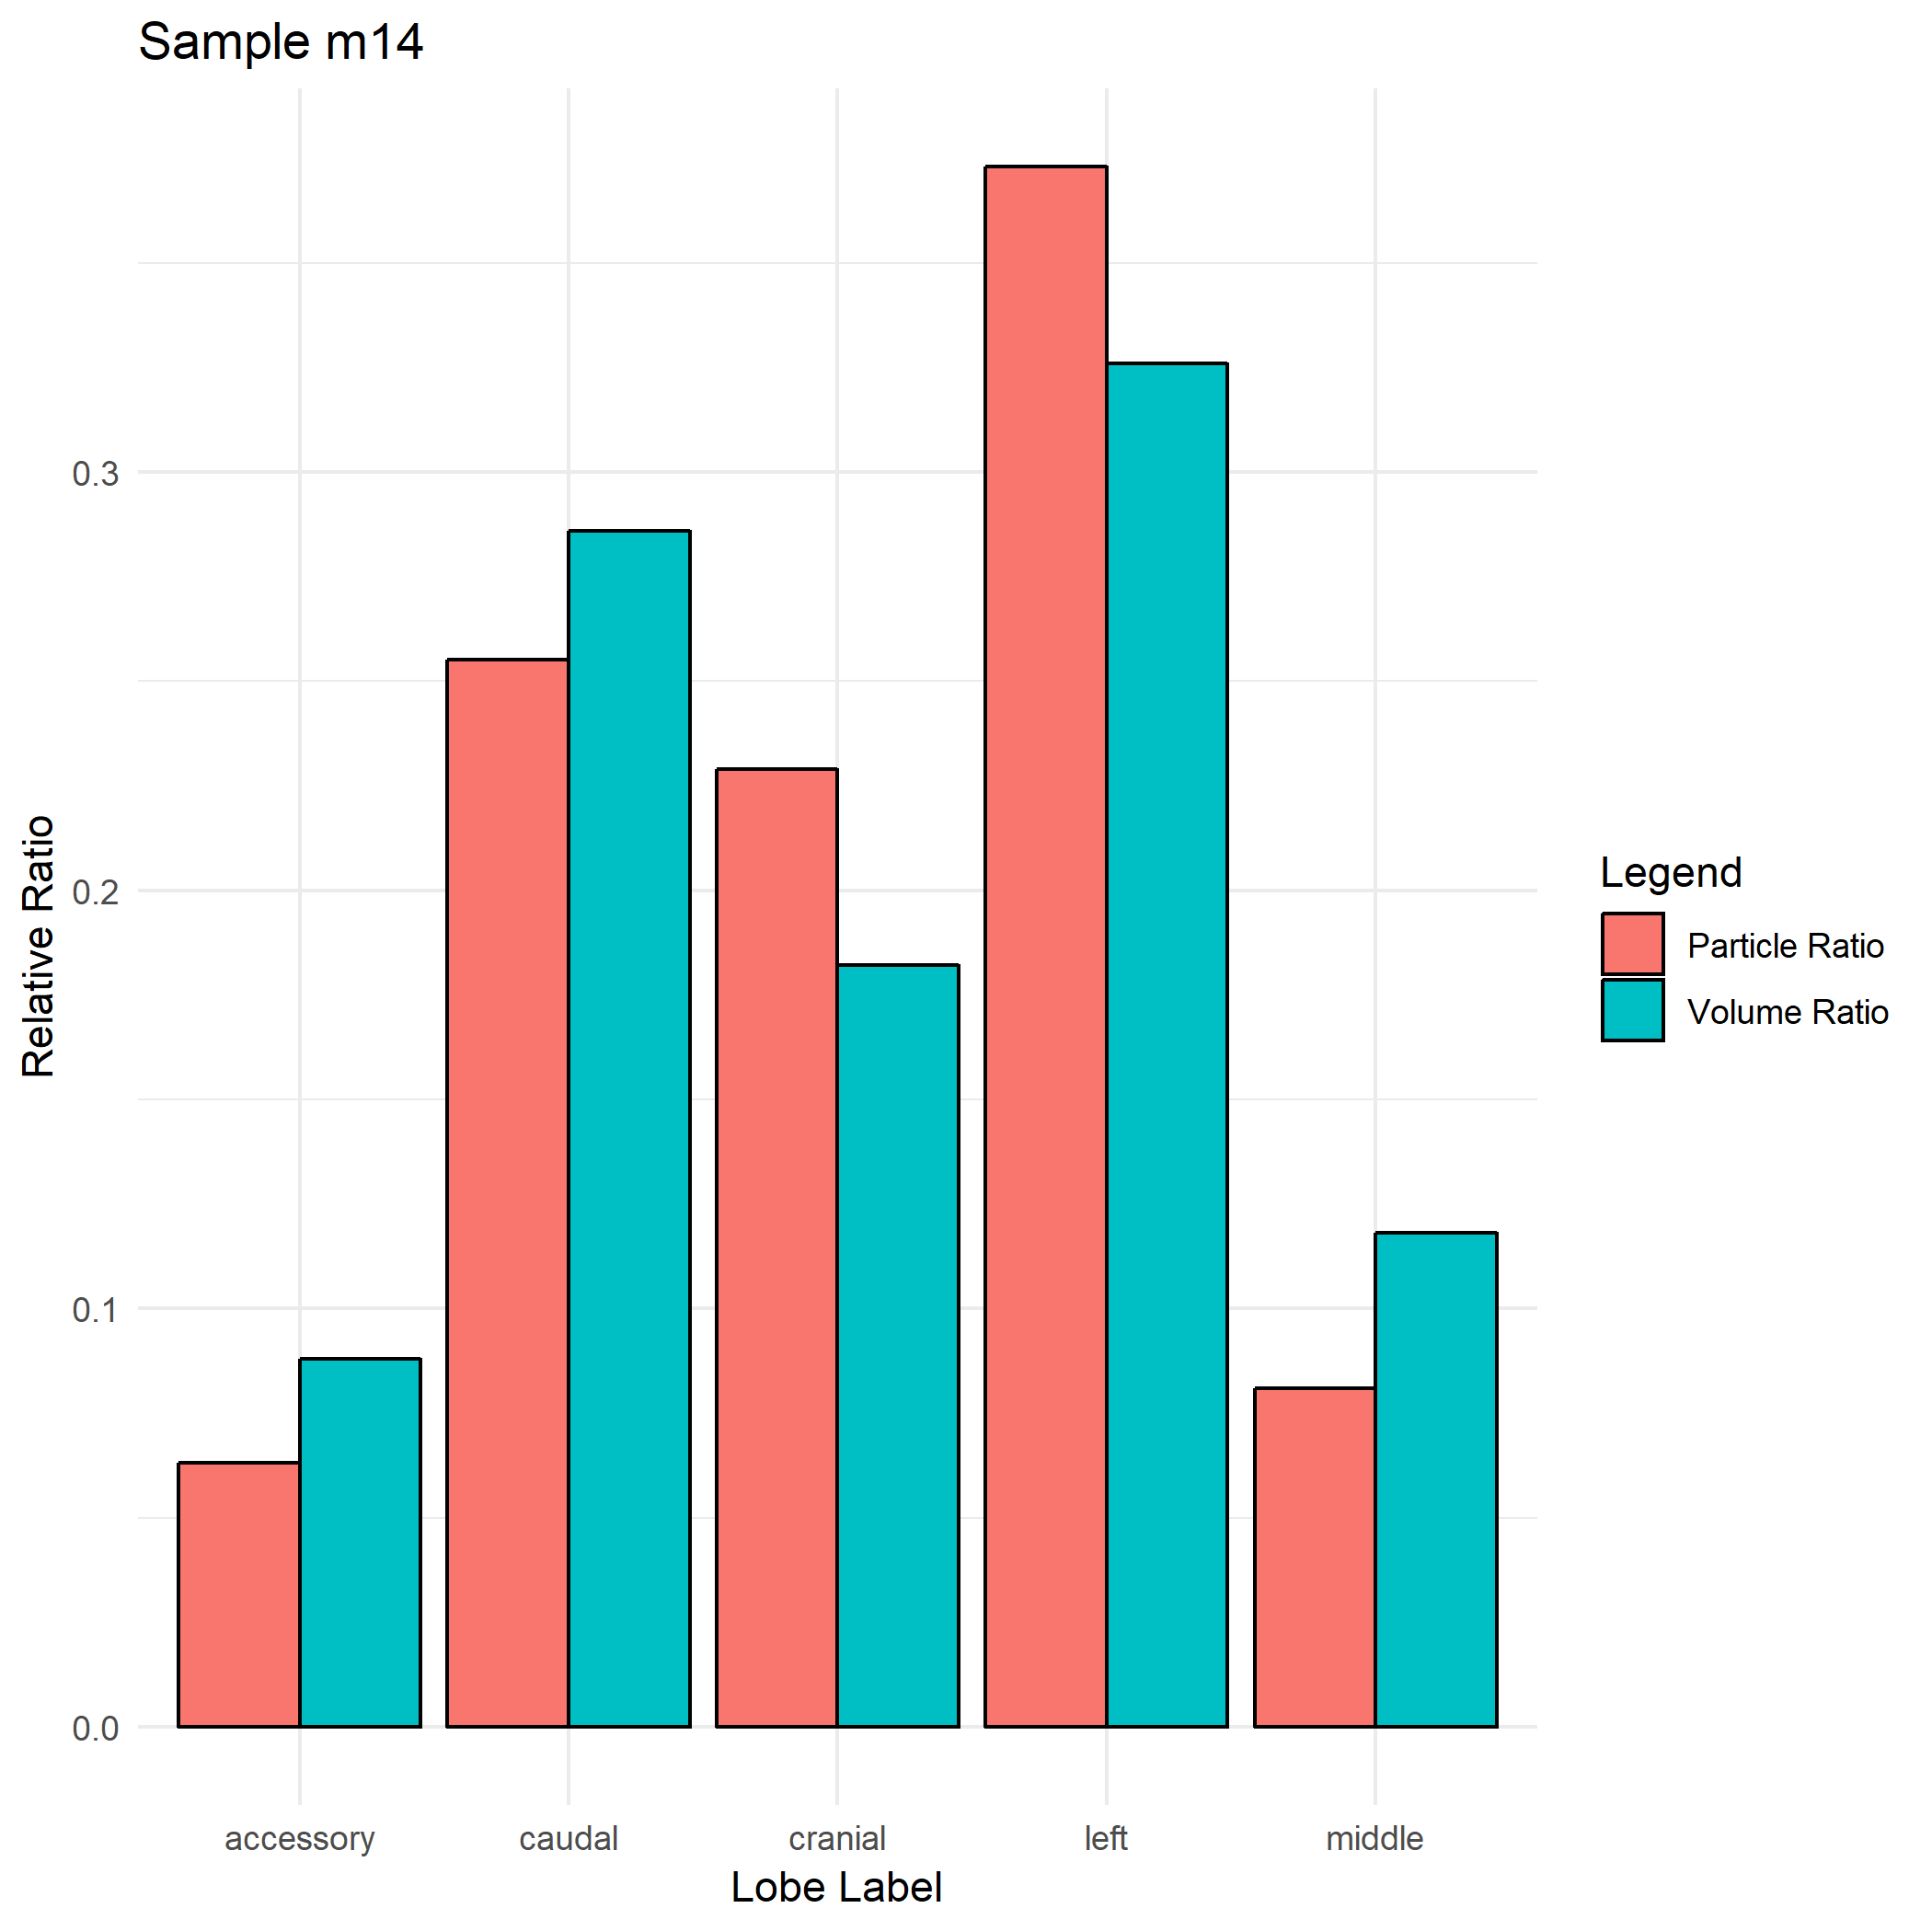 Sample m14
Relative Ratio
0.3
0.2
0.1
0.0
accessory caudal cranial left middle
Lobe Label
Legend
Particle Ratio
Volume Ratio